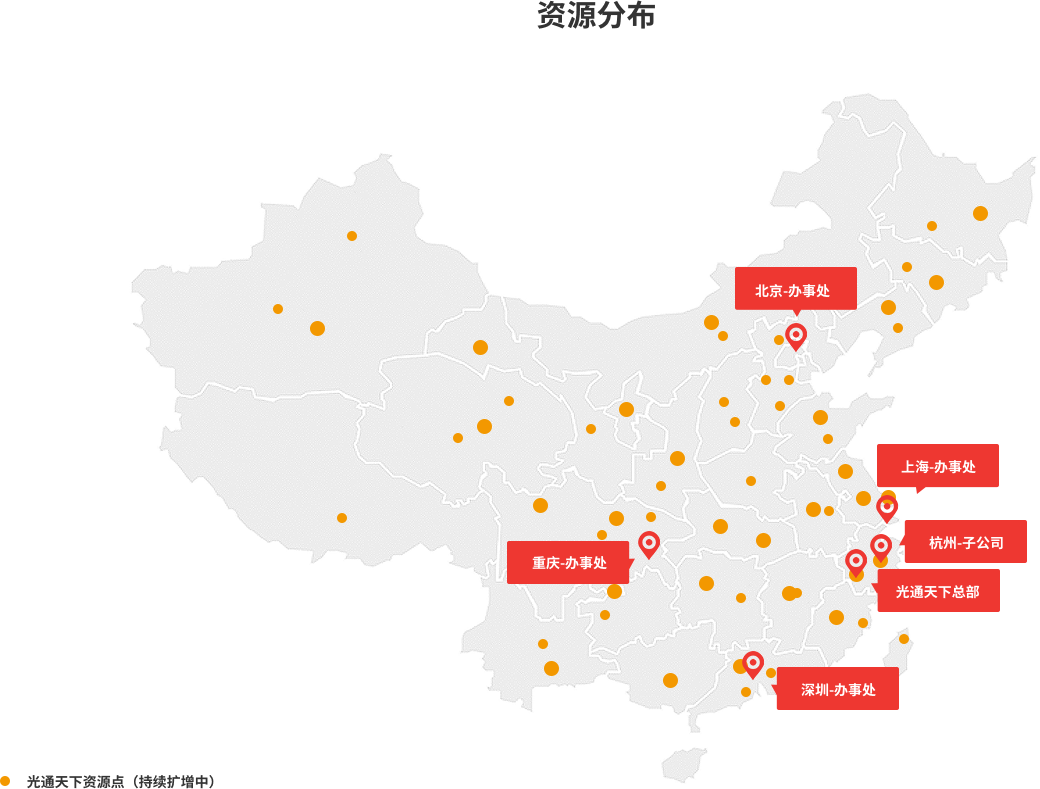 资源分布
北京-办事处
上海-办事处
杭州-子公司
重庆-办事处
光通天下总部
深圳-办事处
光通天下资源点（持续扩增中）